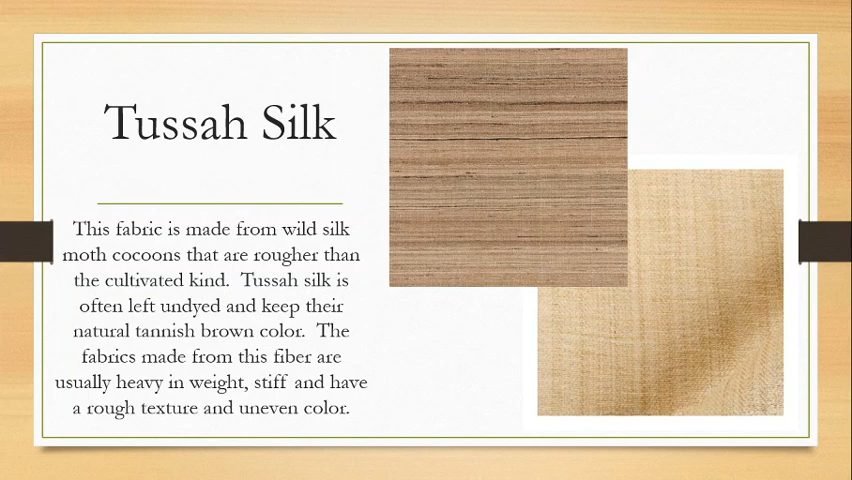 Tussah Silk
This fabric is made from wild silk
moth cocoons that are rougher than
the cultivated kind.  Tussah silk is
often left undyed and keep their
natural tannish brown color.  The
fabrics made from this fiber are
usually heavy in weight, stiff and have
a rough texture and uneven color.